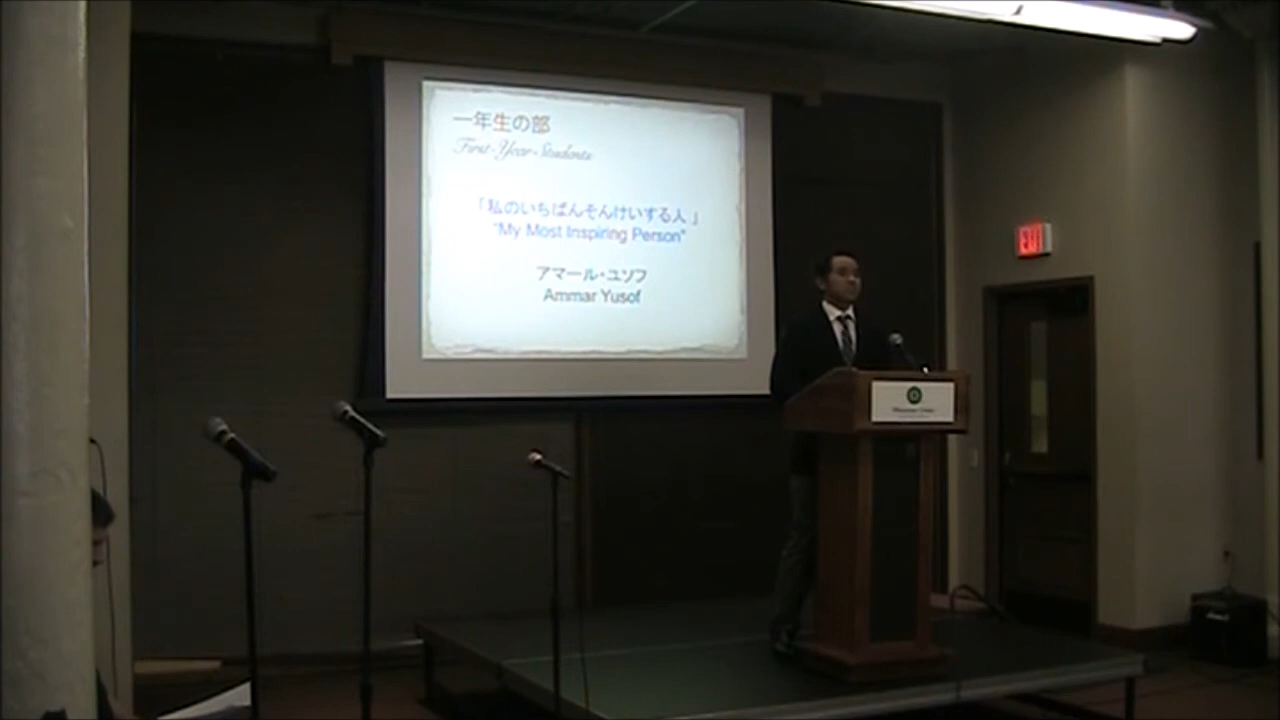 一年生の部
First-Year-Students
「私のいちばんそんけいする人」
"My Most Inspiring Person"
アマール・ユソフ
Ammar Yusof
EXIT